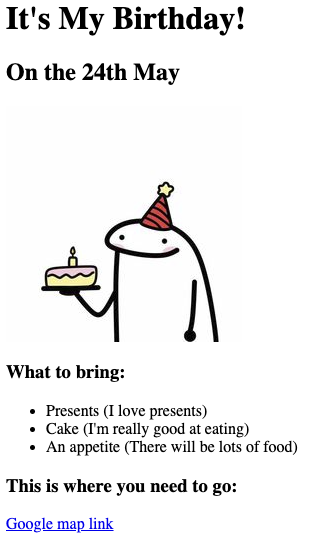 It's My Birthday!
On the 24th May
What to bring:
Presents (I love presents)
Cake (I'm really good at eating)
An appetite (There will be lots of food)
This is where you need to go:
Google map link